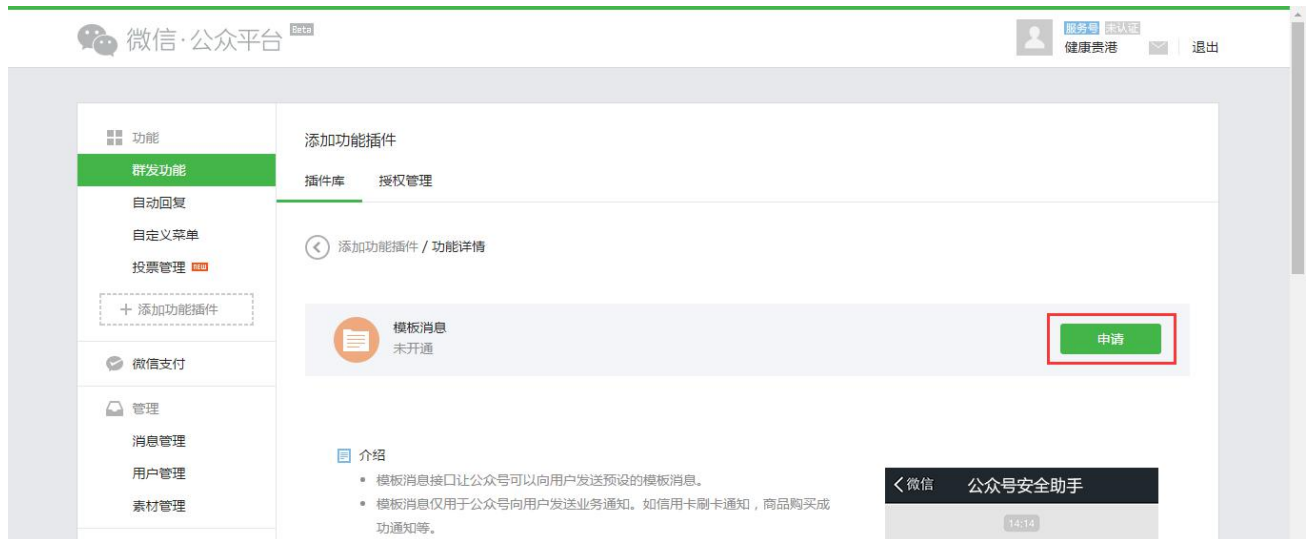 微信·公众平台 Beta
服务号 未认证
健康贵港
退出
功能
群发功能
自动回复
自定义菜单
投票管理 NEW
+ 添加功能插件
微信支付
管理
消息管理
用户管理
素材管理
添加功能插件
插件库 授权管理
添加功能插件 / 功能详情
模板消息
未开通
申请
介绍
模板消息接口让公众号可以向用户发送预设的模板消息。
模板消息仅用于公众号向用户发送业务通知。如信用卡刷卡通知，商品购买成
功通知等。
微信 公众号安全助手
14:14